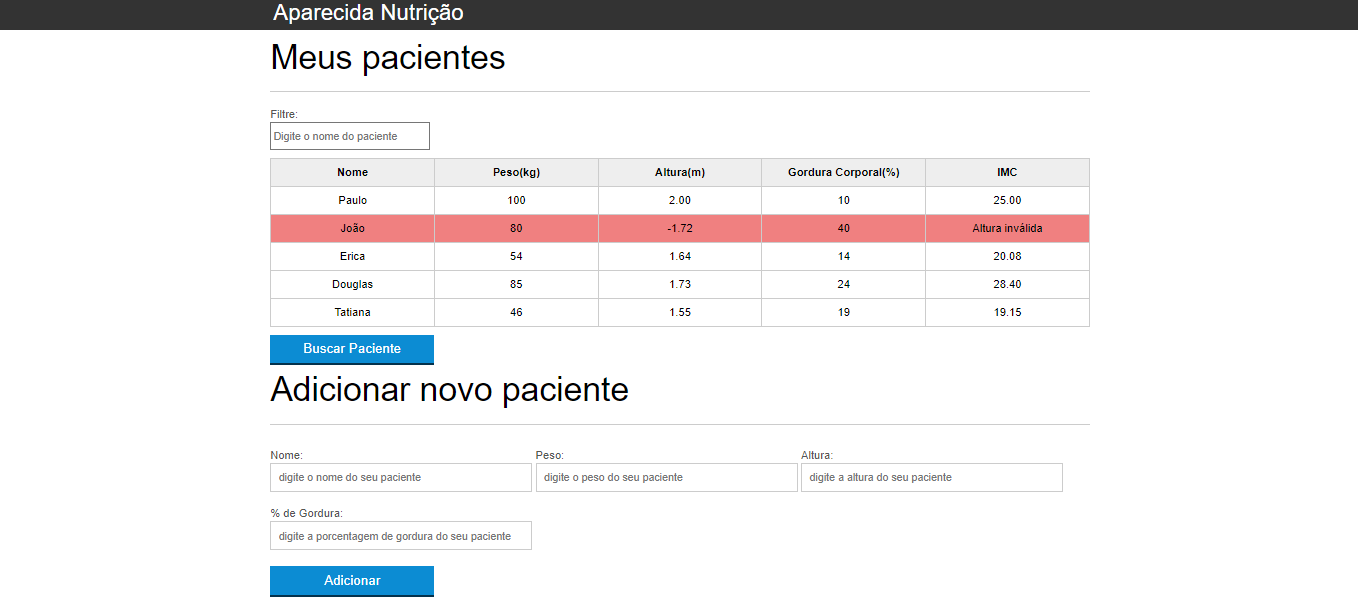 Aparecida Nutrição
Meus pacientes
Filtre:
Digite o nome do paciente
Nome Peso(kg) Altura(m) Gordura Corporal(%) IMC
Paulo 100 2.00 10 25.00
João 80 -1.72 40 Altura inválida
Erica 54 1.64 14 20.08
Douglas 85 1.73 24 28.40
Tatiana 46 1.55 19 19.15
Buscar Paciente
Adicionar novo paciente
Nome: Peso: Altura:
digite o nome do seu paciente digite o peso do seu paciente digite a altura do seu paciente
% de Gordura:
digite a porcentagem de gordura do seu paciente
Adicionar